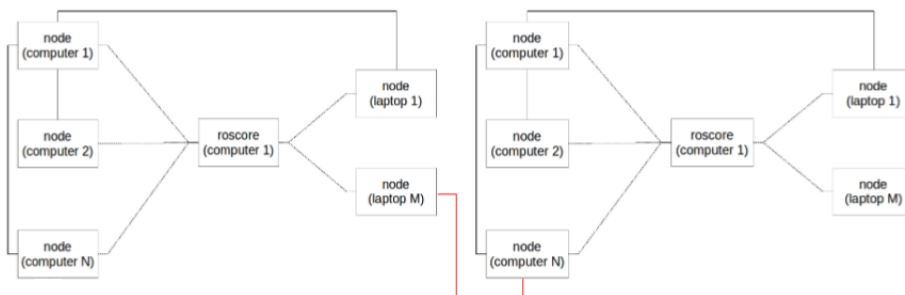 node
(computer 1)
node
(laptop 1)
node
(computer 2)
roscore
(computer 1)
node
(laptop M)
node
(computer N)
node
(computer 1)
node
(laptop 1)
node
(computer 2)
roscore
(computer 1)
node
(laptop M)
node
(computer N)